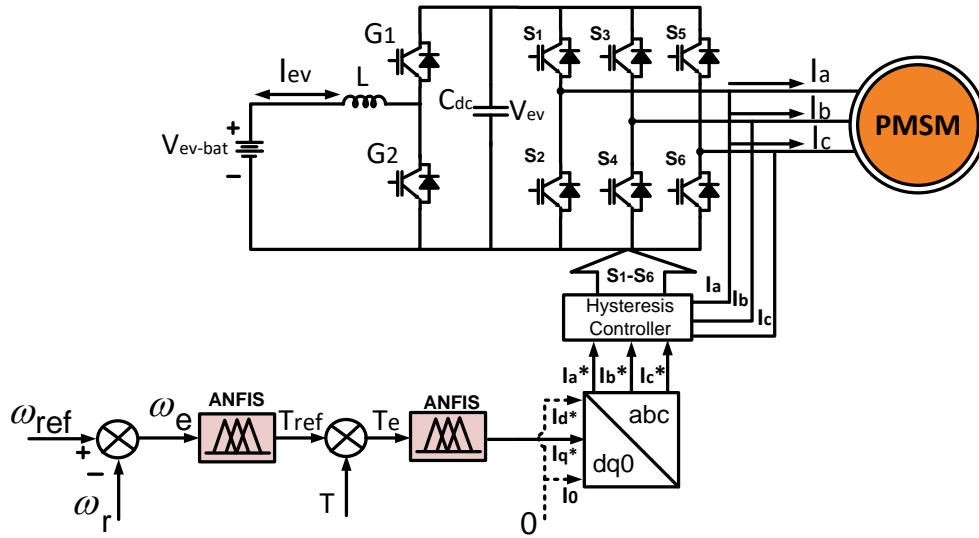 G1
S1
S3
S5
Iev
L
Ia
Cdc
Vev
Ib
PMSM
+
Vev-bat
-
Ic
G2
S2
S4
S6
S1-S6
Ia
Ib
Ic
Hysteresis
Controller
Ia*
Ib*
Ic*
ANFIS
ANFIS
ωref
ωe
Tref
Te
Id*
abc
+
-
Iq*
dq0
ωr
T
I0
0